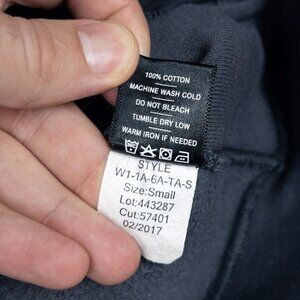 100% COTTON
MACHINE WASH COLD
DO NOT BLEACH
TUMBLE DRY LOW
WARM IRON IF NEEDED
STYLE
W1-1A-6A-TA-S
Size:Small
Lot:443287
Cut:57401
02/2017